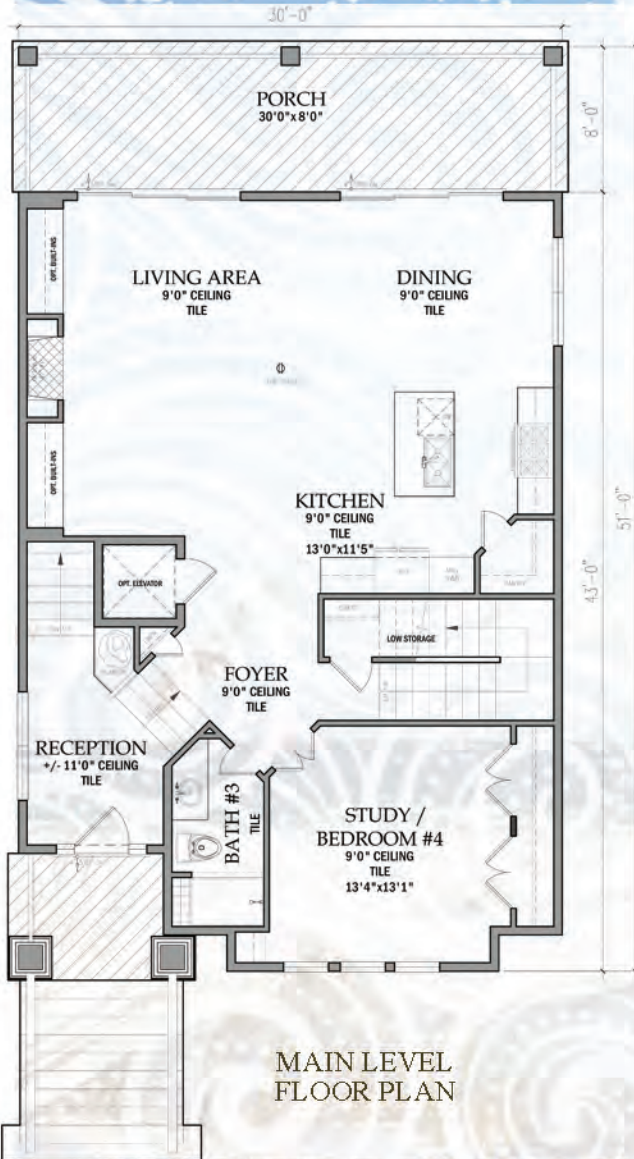 30'-0"
PORCH
30'0"x 8'0"
8'-0"
OPT. BUILT-INS
LIVING AREA
9'0" CEILING
TILE
DINING
9'0" CEILING
TILE
OPT. BUILT-INS
KITCHEN
9'0" CEILING
TILE
13'0"x11'5"
51'-0"
43'-0"
OPT. ELEVATOR
LOW STORAGE
FOYER
9'0" CEILING
TILE
RECEPTION
+/- 11'0" CEILING
TILE
BATH #3
TILE
STUDY /
BEDROOM #4
9'0" CEILING
TILE
13'4"x13'1"
MAIN LEVEL
FLOOR PLAN